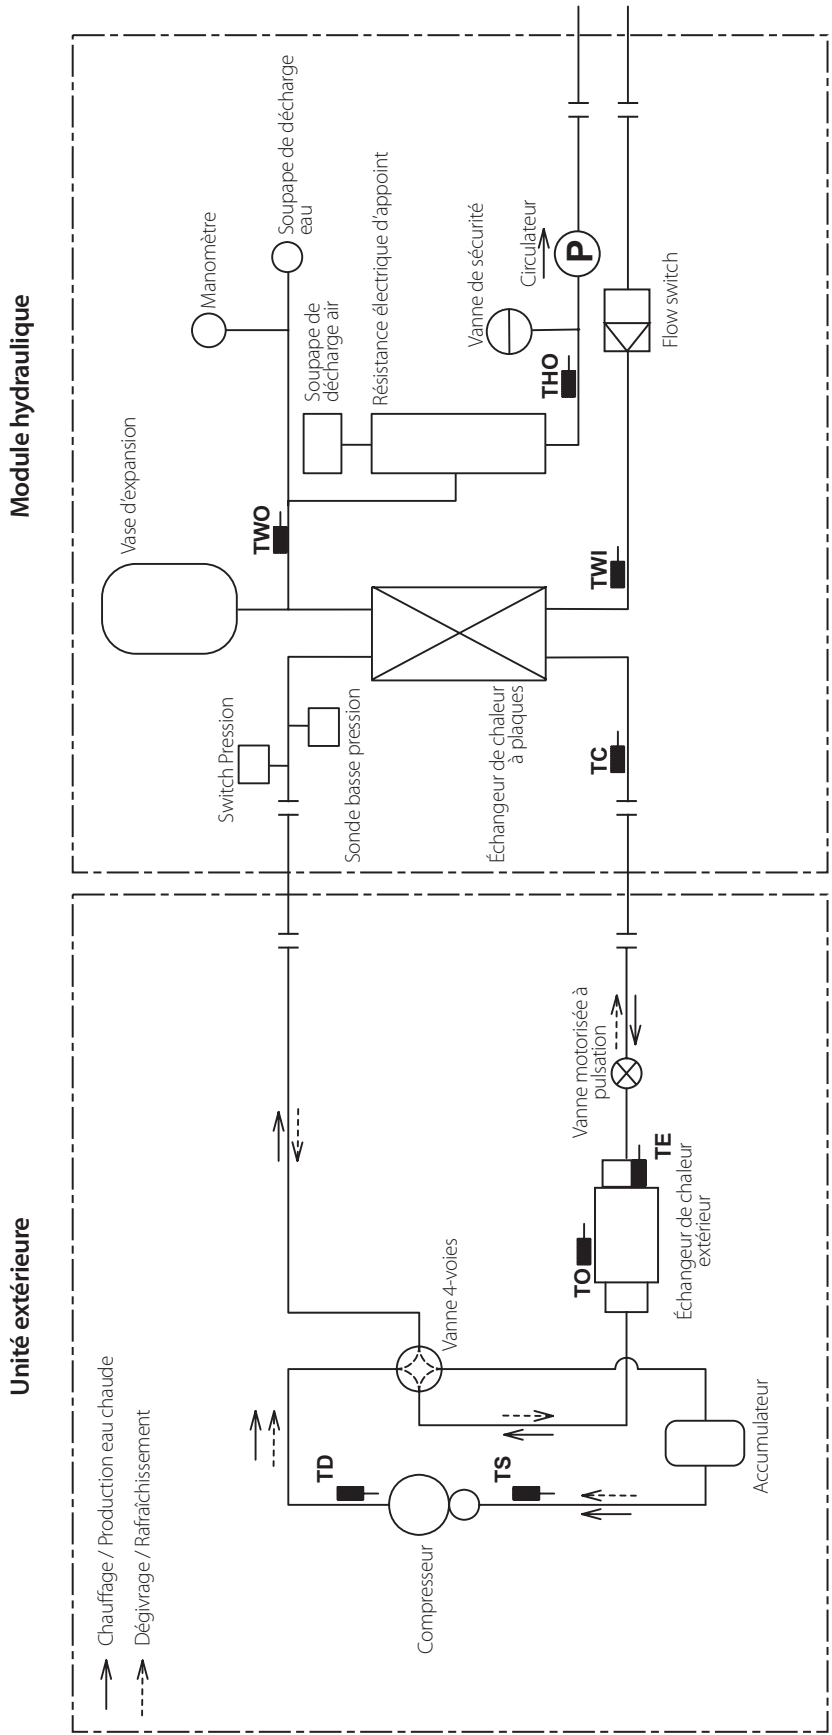 Unité extérieure
Module hydraulique
Chauffage / Production eau chaude
Dégivrage / Rafraîchissement
TD
TS
Compresseur
Accumulateur
Vanne 4-voies
TO
TE
Échangeur de chaleur
extérieur
Vanne motorisée à
pulsation
Switch Pression
Sonde basse pression
Échangeur de chaleur
à plaques
TC
Vase d'expansion
TWO
TWI
Manomètre
Soupape de décharge
eau
Soupape de
décharge air
Résistance électrique d'appoint
THO
Vanne de sécurité
Circulateur
P
Flow switch